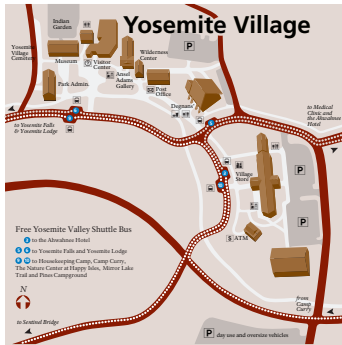 Yosemite Village
Indian
Garden
Yosemite
Village
Cemetery
Museum
Visitor
Center
Wilderness
Center
P
Park Admin.
Ansel
Adams
Gallery
Post
Office
Degnans'
to Medical
Clinic and
the Ahwahnee
Hotel
to Yosemite Falls
& Yosemite Lodge
Village
Store
P
P
$ ATM
Free Yosemite Valley Shuttle Bus
to the Ahwahnee Hotel
to Yosemite Falls and Yosemite Lodge
to Housekeeping Camp, Camp Curry,
The Nature Center at Happy Isles, Mirror Lake
Trail and Pines Campground
N
from
Camp
Curry
to Sentinel Bridge
P day use and oversize vehicles